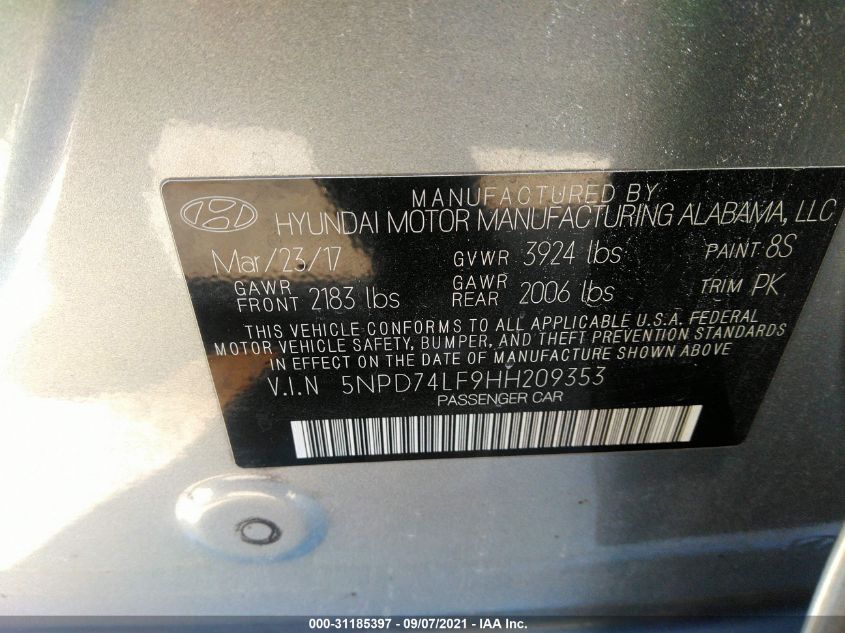 MANUFACTURED BY
HYUNDAI MOTOR MANUFACTURING ALABAMA, LLC
Mar/23/17 GVWR 3924 lbs PAINT 8S
GAWR FRONT 2183 lbs GAWR REAR 2006 lbs TRIM PK
THIS VEHICLE CONFORMS TO ALL APPLICABLE U.S.A. FEDERAL
MOTOR VEHICLE SAFETY, BUMPER, AND THEFT PREVENTION STANDARDS
IN EFFECT ON THE DATE OF MANUFACTURE SHOWN ABOVE
V.I.N 5NPD74LF9HH209353
PASSENGER CAR
000-31185397 - 09/07/2021 - IAA Inc.